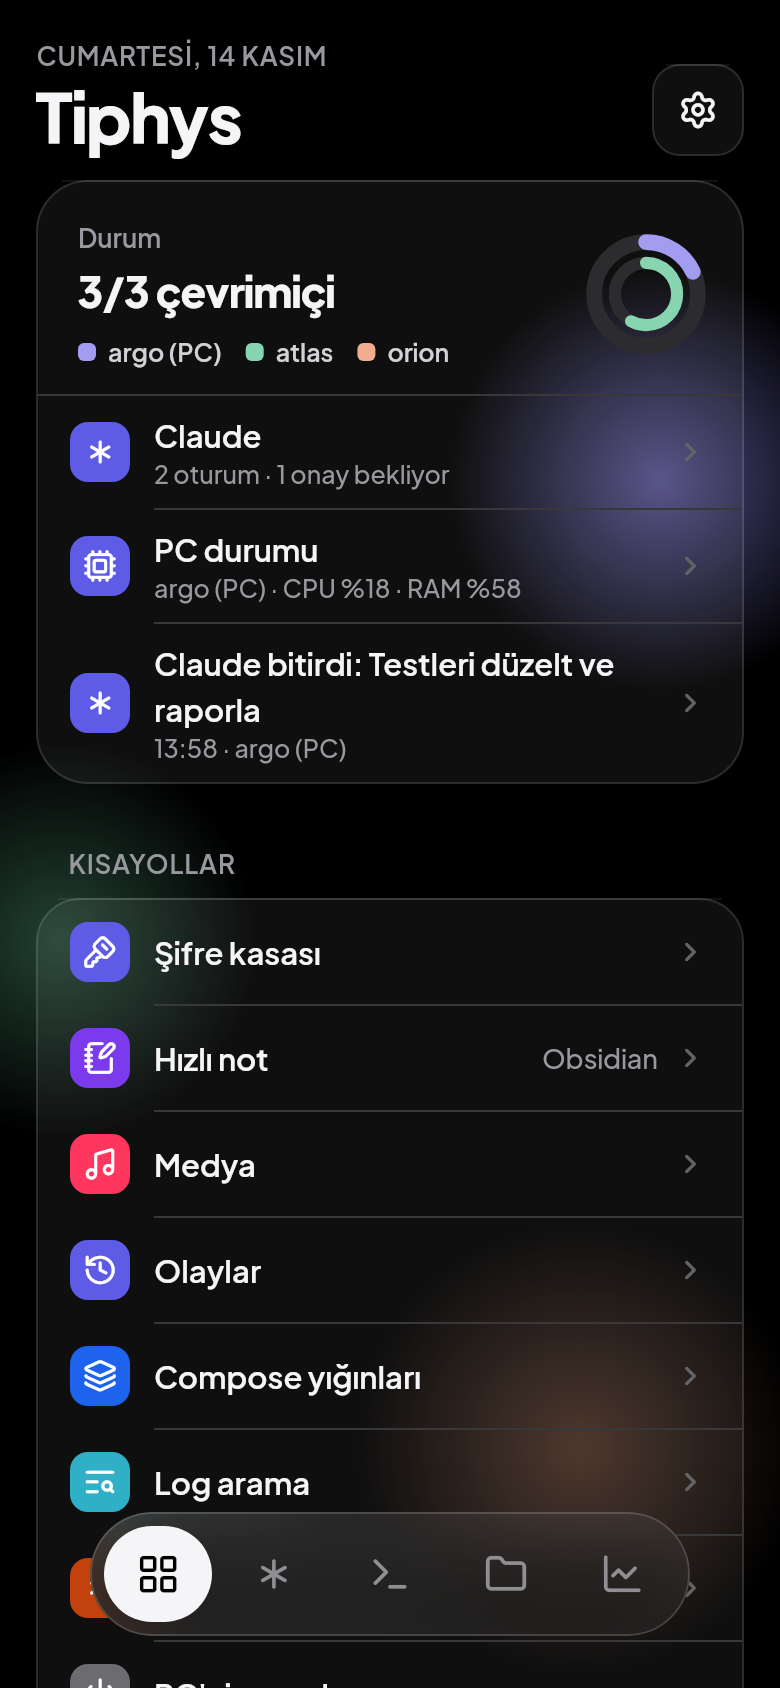 CUMARTESİ, 14 KASIM
Tiphys
Durum
3/3 çevrimiçi
argo (PC) atlas orion
Claude
2 oturum · 1 onay bekliyor
PC durumu
argo (PC) · CPU %18 · RAM %58
Claude bitirdi: Testleri düzelt ve
raporla
13:58 · argo (PC)
KISAYOLLAR
Şifre kasası
Hızlı not Obsidian
Medya
Olaylar
Compose yığınları
Log arama